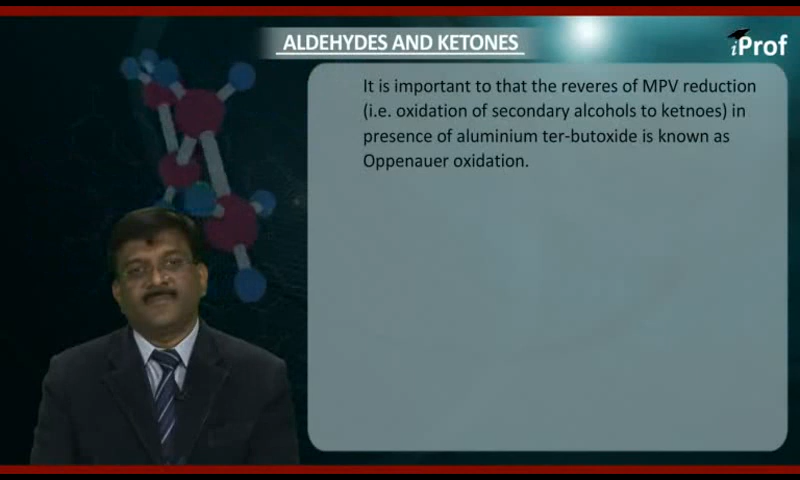 ALDEHYDES AND KETONES
iProf
It is important to that the reveres of MPV reduction
(i.e. oxidation of secondary alcohols to ketnoes) in
presence of aluminium ter-butoxide is known as
Oppenauer oxidation.